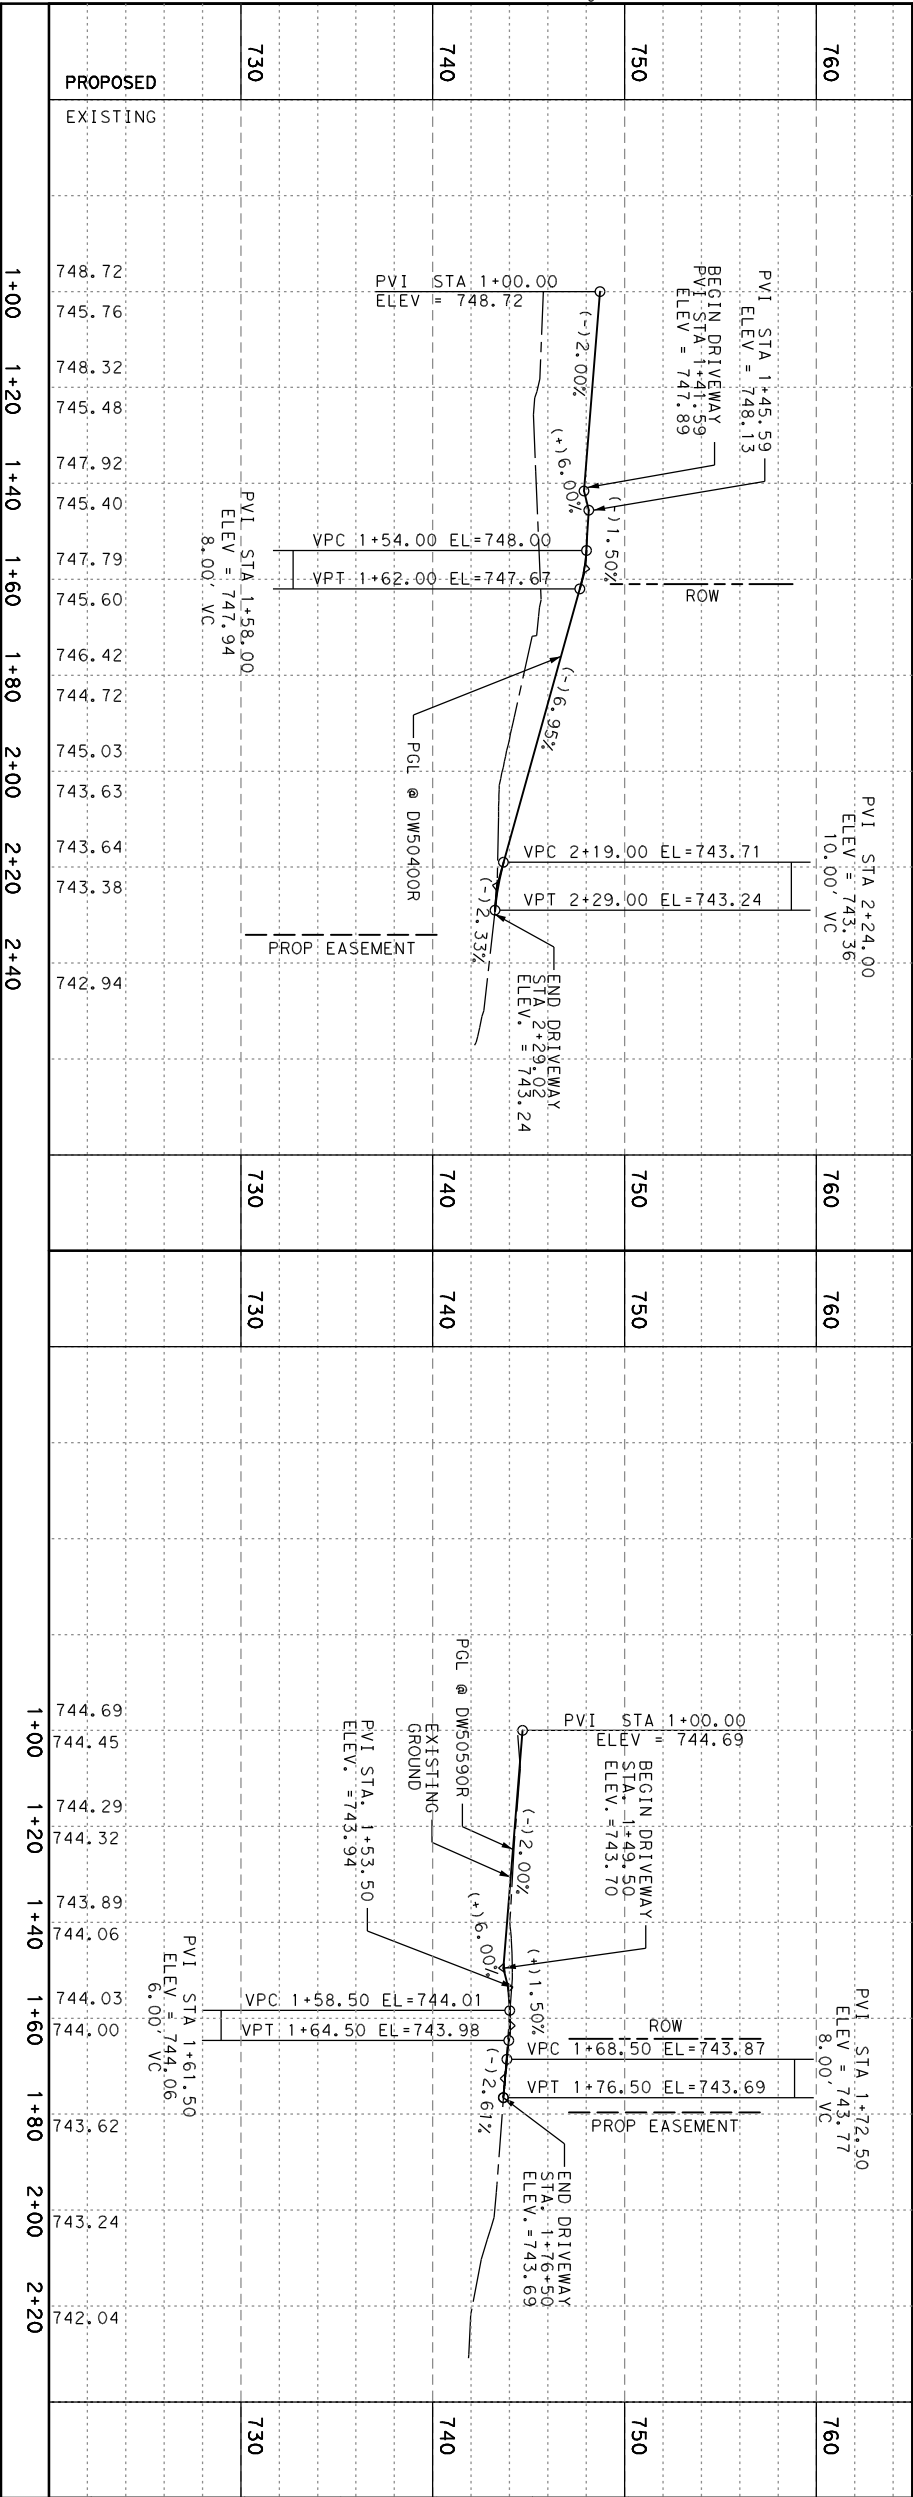 PROPOSED
EXISTING
730
740
750
760
748.72
745.76
748.32
745.48
747.92
745.40
747.79
745.60
746.42
744.72
745.03
743.63
743.64
743.38
742.94
1+00
1+20
1+40
1+60
1+80
2+00
2+20
2+40
PVI STA 1+00.00
ELEV = 748.72
(-)2.00%
BEGIN DRIVEWAY
PVI STA 1+41.59
ELEV = 747.89
PVI STA 1+45.59
ELEV = 748.13
(+)6.00%
(-)1.50%
VPC 1+54.00 EL=748.00
VPT 1+62.00 EL=747.67
PVI STA 1+58.00
ELEV = 747.94
8.00' VC
ROW
(-)6.95%
PGL @ DW50400R
PVI STA 2+24.00
ELEV = 743.36
10.00' VC
VPC 2+19.00 EL=743.71
VPT 2+29.00 EL=743.24
(-)2.33%
PROP EASEMENT
END DRIVEWAY
STA 2+29.02
ELEV. = 743.24
730
740
750
760
730
740
750
760
744.69
744.45
744.29
744.32
743.89
744.06
744.03
744.00
743.62
743.24
742.04
1+00
1+20
1+40
1+60
1+80
2+00
2+20
PVI STA 1+00.00
ELEV = 744.69
PGL @ DW50590R
EXISTING
GROUND
(-)2.00%
BEGIN DRIVEWAY
STA. 1+49.50
ELEV. =743.70
PVI STA. 1+53.50
ELEV. =743.94
(+)6.00%
(+)1.50%
VPC 1+58.50 EL=744.01
VPT 1+64.50 EL=743.98
PVI STA 1+61.50
ELEV = 744.06
6.00' VC
ROW
VPC 1+68.50 EL=743.87
VPT 1+76.50 EL=743.69
PVI STA 1+72.50
ELEV = 743.77
8.00' VC
(-)2.61%
PROP EASEMENT
END DRIVEWAY
STA. 1+76+50
ELEV. =743.69
730
740
750
760